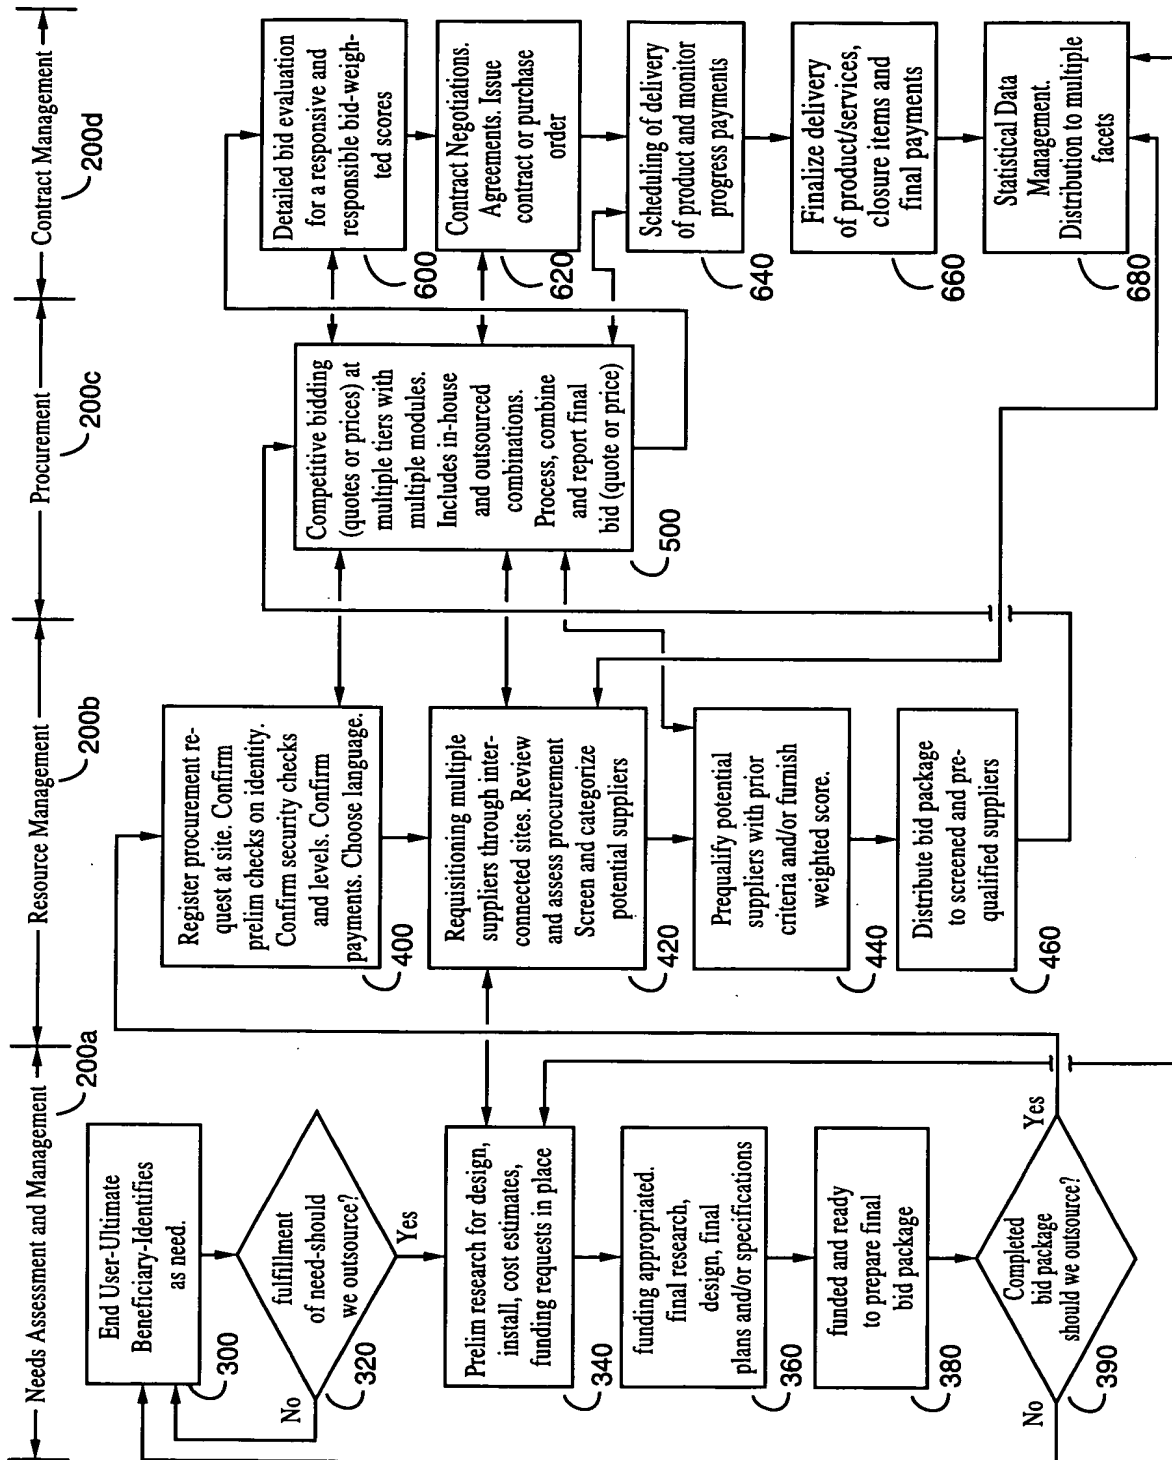 Needs Assessment and Management
200a
Resource Management
200b
Procurement
200c
Contract Management
200d
End User-Ultimate
Beneficiary-Identifies
as need.
300
fulfillment
of need-should
we outsource?
320
No
Yes
Prelim research for design,
install, cost estimates,
funding requests in place
340
funding appropriated.
final research,
design, final
plans and/or specifications
360
funded and ready
to prepare final
bid package
380
Completed
bid package
should we outsource?
390
No
Yes
Register procurement re-
quest at site. Confirm
prelim checks on identity.
Confirm security checks
and levels. Confirm
payments. Choose language.
400
Requisitioning multiple
suppliers through inter-
connected sites. Review
and assess procurement
Screen and categorize
potential suppliers
420
Prequalify potential
suppliers with prior
criteria and/or furnish
weighted score.
440
Distribute bid package
to screened and pre-
qualified suppliers
460
Competitive bidding
(quotes or prices) at
multiple tiers with
multiple modules.
Includes in-house
and outsourced
combinations.
Process, combine
and report final
bid (quote or price)
500
Detailed bid evaluation
for a responsive and
responsible bid-weigh-
ted scores
600
Contract Negotiations.
Agreements. Issue
contract or purchase
order
620
Scheduling of delivery
of product and monitor
progress payments
640
Finalize delivery
of product/services,
closure items and
final payments
660
Statistical Data
Management.
Distribution to multiple
facets
680